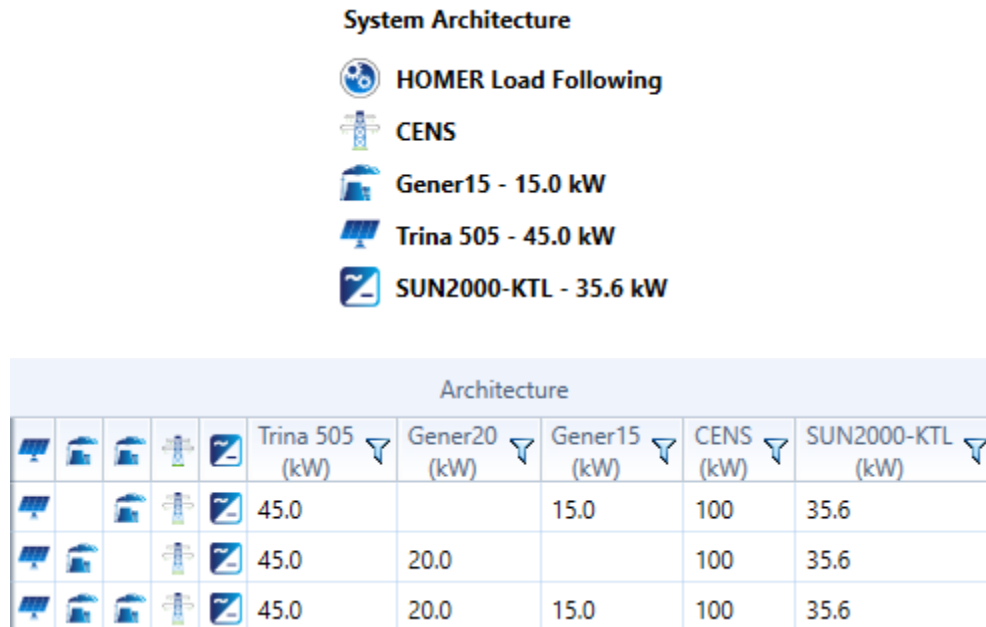 System Architecture
HOMER Load Following
CENS
Gener15 - 15.0 kW
Trina 505 - 45.0 kW
SUN2000-KTL - 35.6 kW
Architecture
Trina 505 (kW) Gener20 (kW) Gener15 (kW) CENS (kW) SUN2000-KTL (kW)
45.0 15.0 100 35.6
45.0 20.0 100 35.6
45.0 20.0 15.0 100 35.6